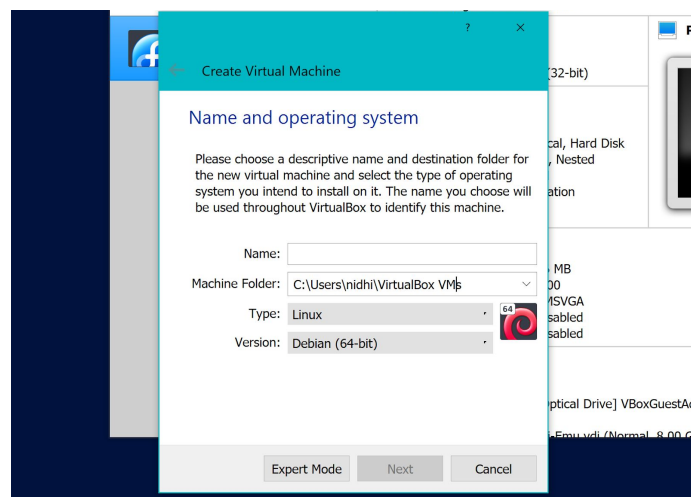 ?
×
Create Virtual Machine
(32-bit)
Name and operating system
Please choose a descriptive name and destination folder for
the new virtual machine and select the type of operating
system you intend to install on it. The name you choose will
be used throughout VirtualBox to identify this machine.
cal, Hard Disk
, Nested
ation
Name:
Machine Folder: C:\Users\nidhi\VirtualBox VMs
Type: Linux
64
Version: Debian (64-bit)
MB
00
MSVGA
sabled
sabled
ptical Drive] VBoxGuestAd
-Emu.vdi (Normal, 8.00 G
Expert Mode
Next
Cancel